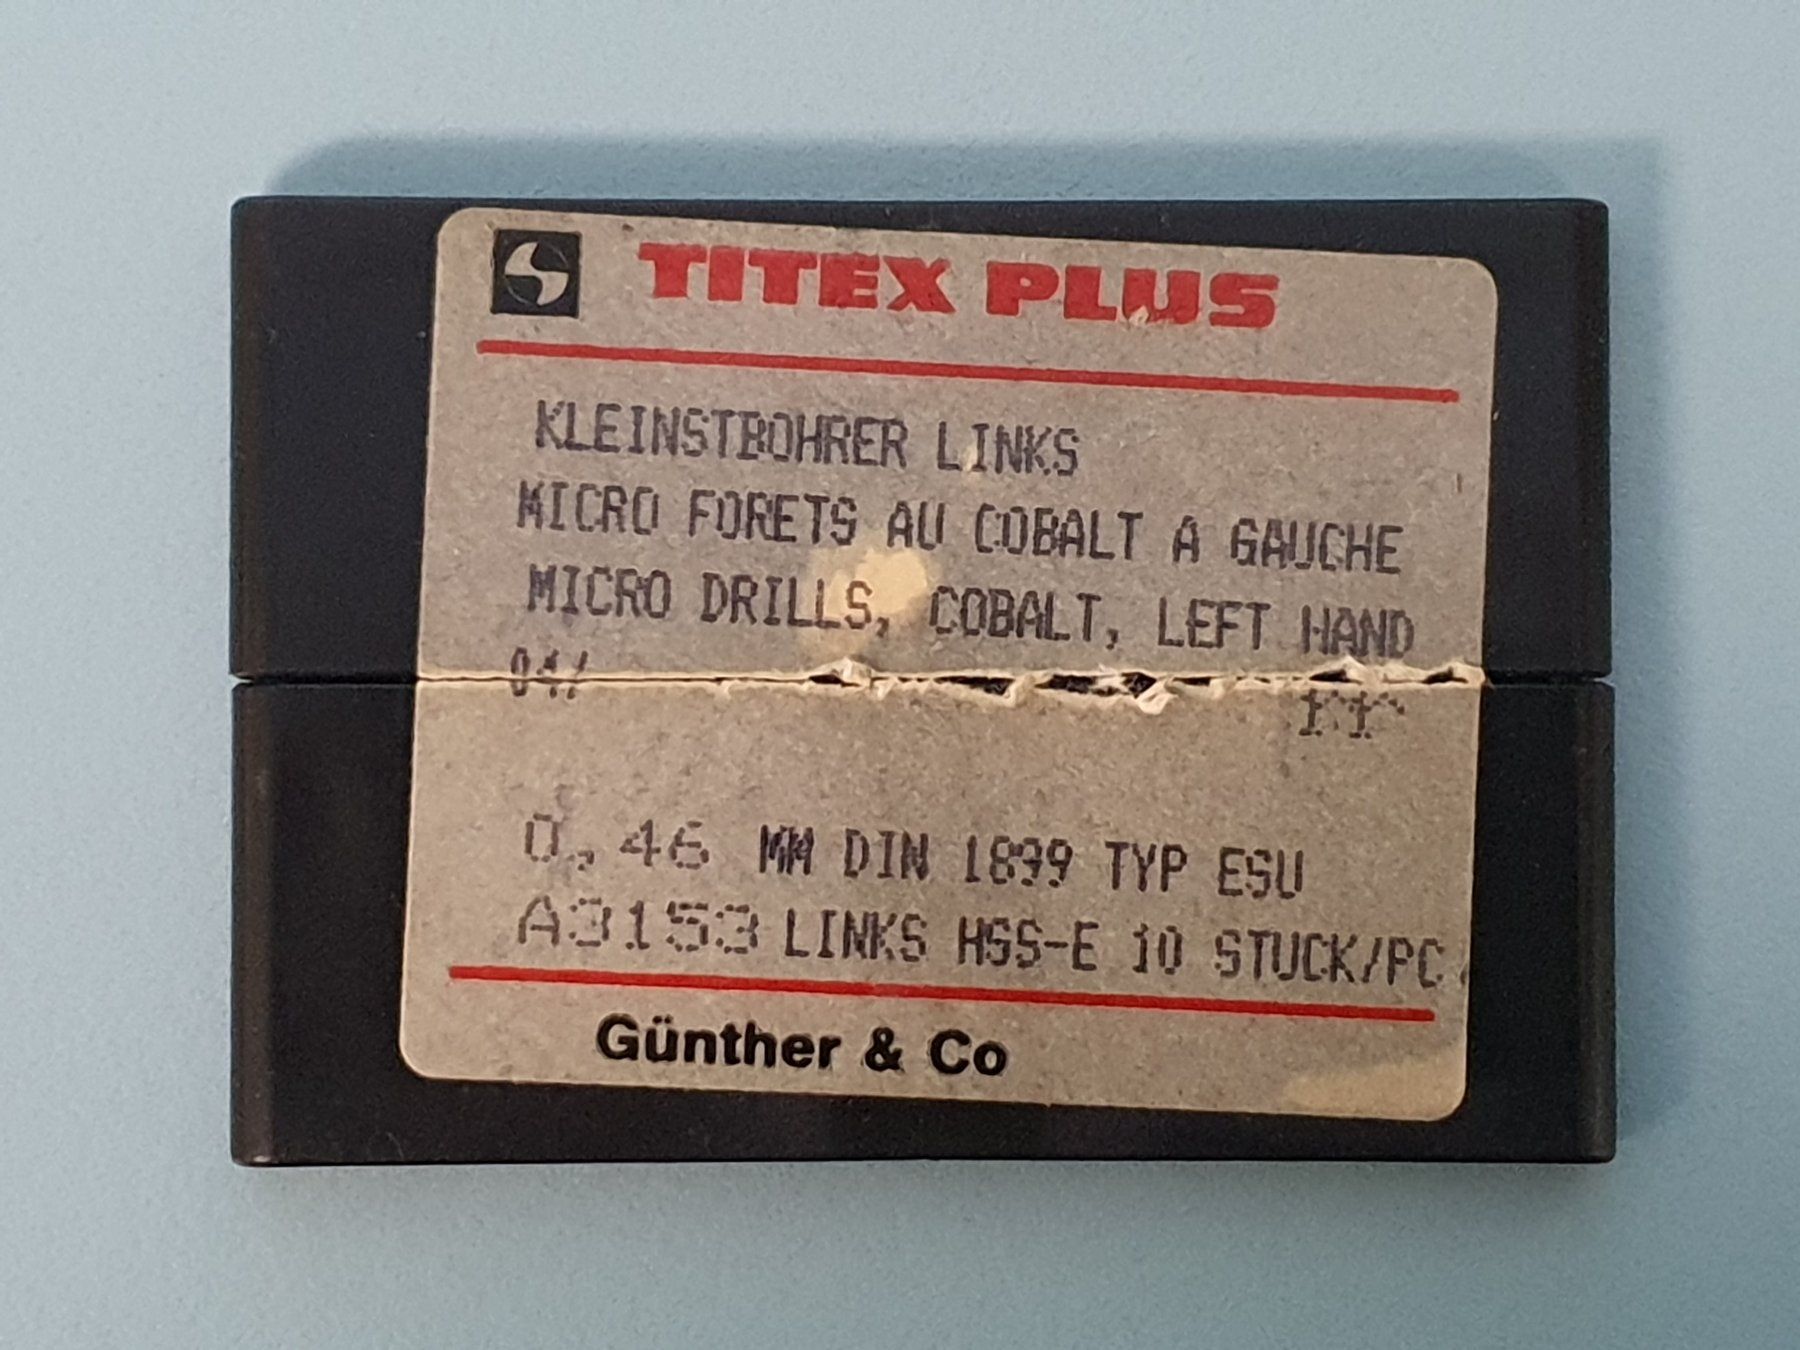 TITEX PLUS
KLEINSTBOHRER LINKS
MICRO FORETS AU COBALT A GAUCHE
MICRO DRILLS, COBALT, LEFT HAND
0,46 MM DIN 1899 TYP ESU
A3153 LINKS HSS-E 10 STUCK/PC
Günther & Co